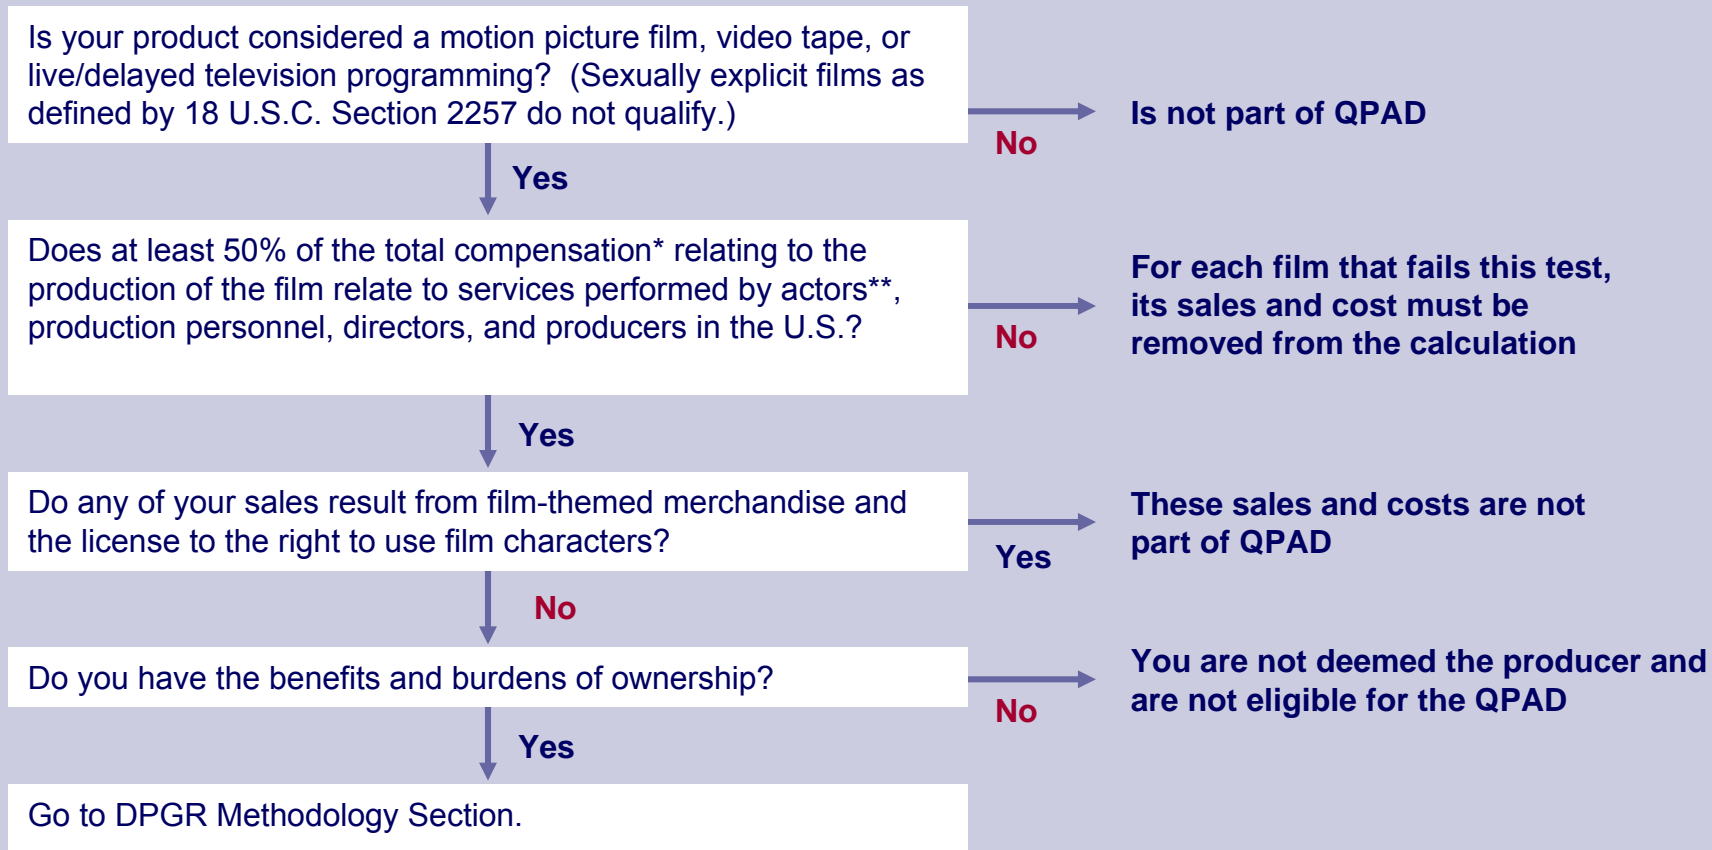 Is your product considered a motion picture film, video tape, or
live/delayed television programming?  (Sexually explicit films as
defined by 18 U.S.C. Section 2257 do not qualify.)
No
Is not part of QPAD
Yes
Does at least 50% of the total compensation* relating to the
production of the film relate to services performed by actors**,
production personnel, directors, and producers in the U.S.?
No
For each film that fails this test,
its sales and cost must be
removed from the calculation
Yes
Do any of your sales result from film-themed merchandise and
the license to the right to use film characters?
Yes
These sales and costs are not
part of QPAD
No
Do you have the benefits and burdens of ownership?
No
You are not deemed the producer and
are not eligible for the QPAD
Yes
Go to DPGR Methodology Section.